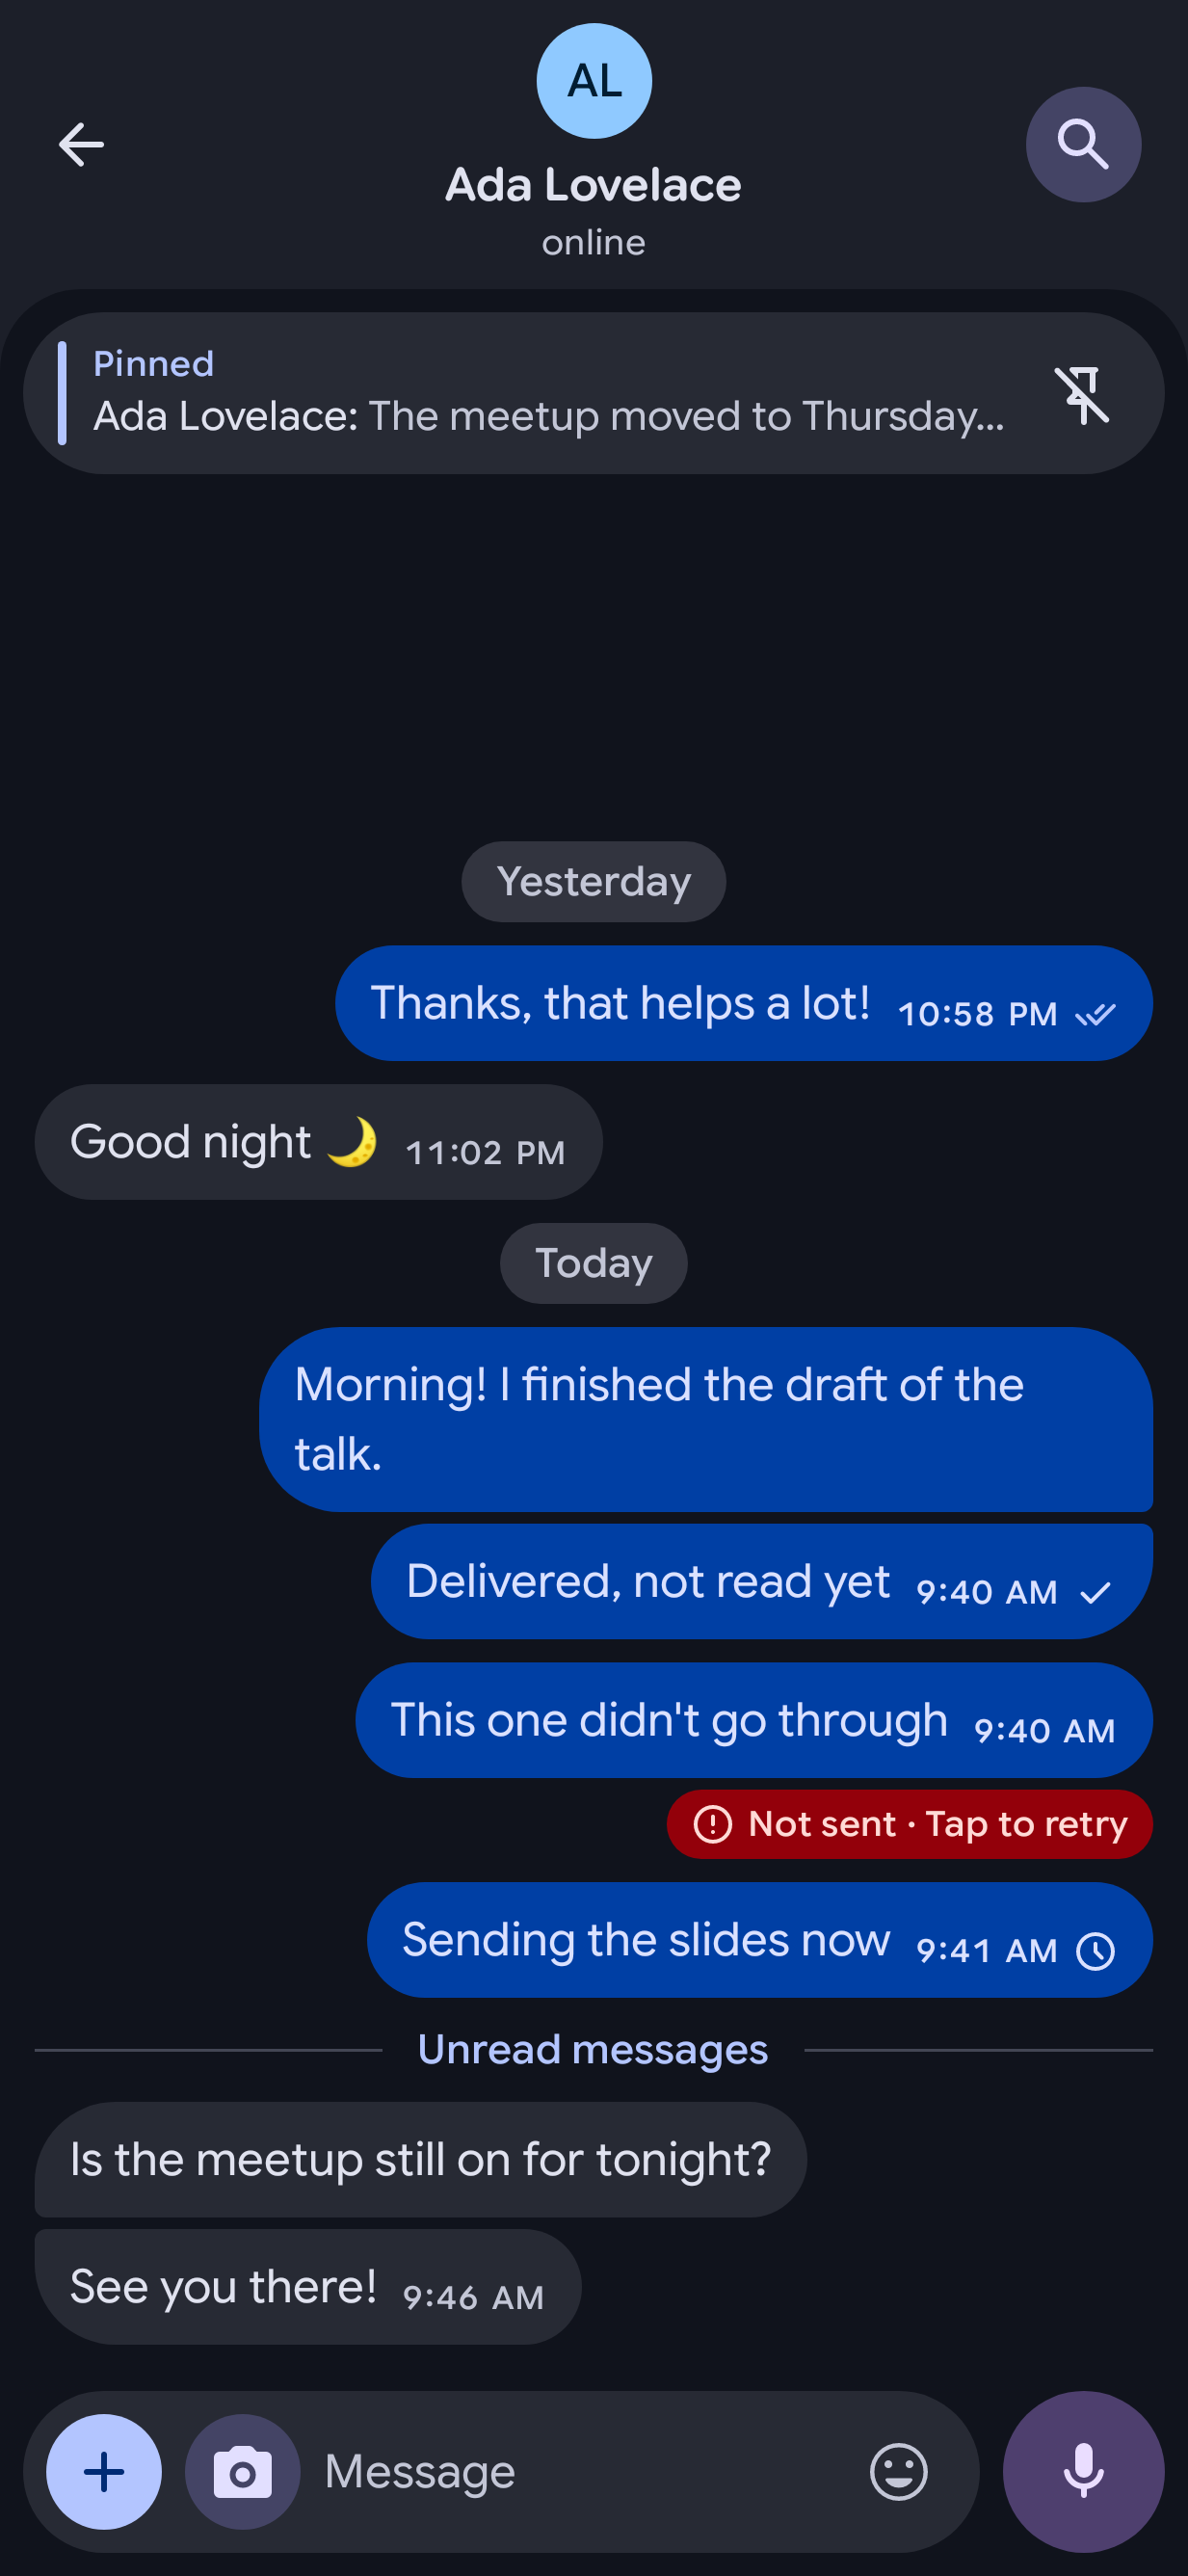 AL
Ada Lovelace
online
Pinned
Ada Lovelace: The meetup moved to Thursday...
Yesterday
Thanks, that helps a lot! 10:58 PM
Good night 🌙 11:02 PM
Today
Morning! I finished the draft of the
talk.
Delivered, not read yet 9:40 AM
This one didn't go through 9:40 AM
Not sent · Tap to retry
Sending the slides now 9:41 AM
Unread messages
Is the meetup still on for tonight?
See you there! 9:46 AM
Message